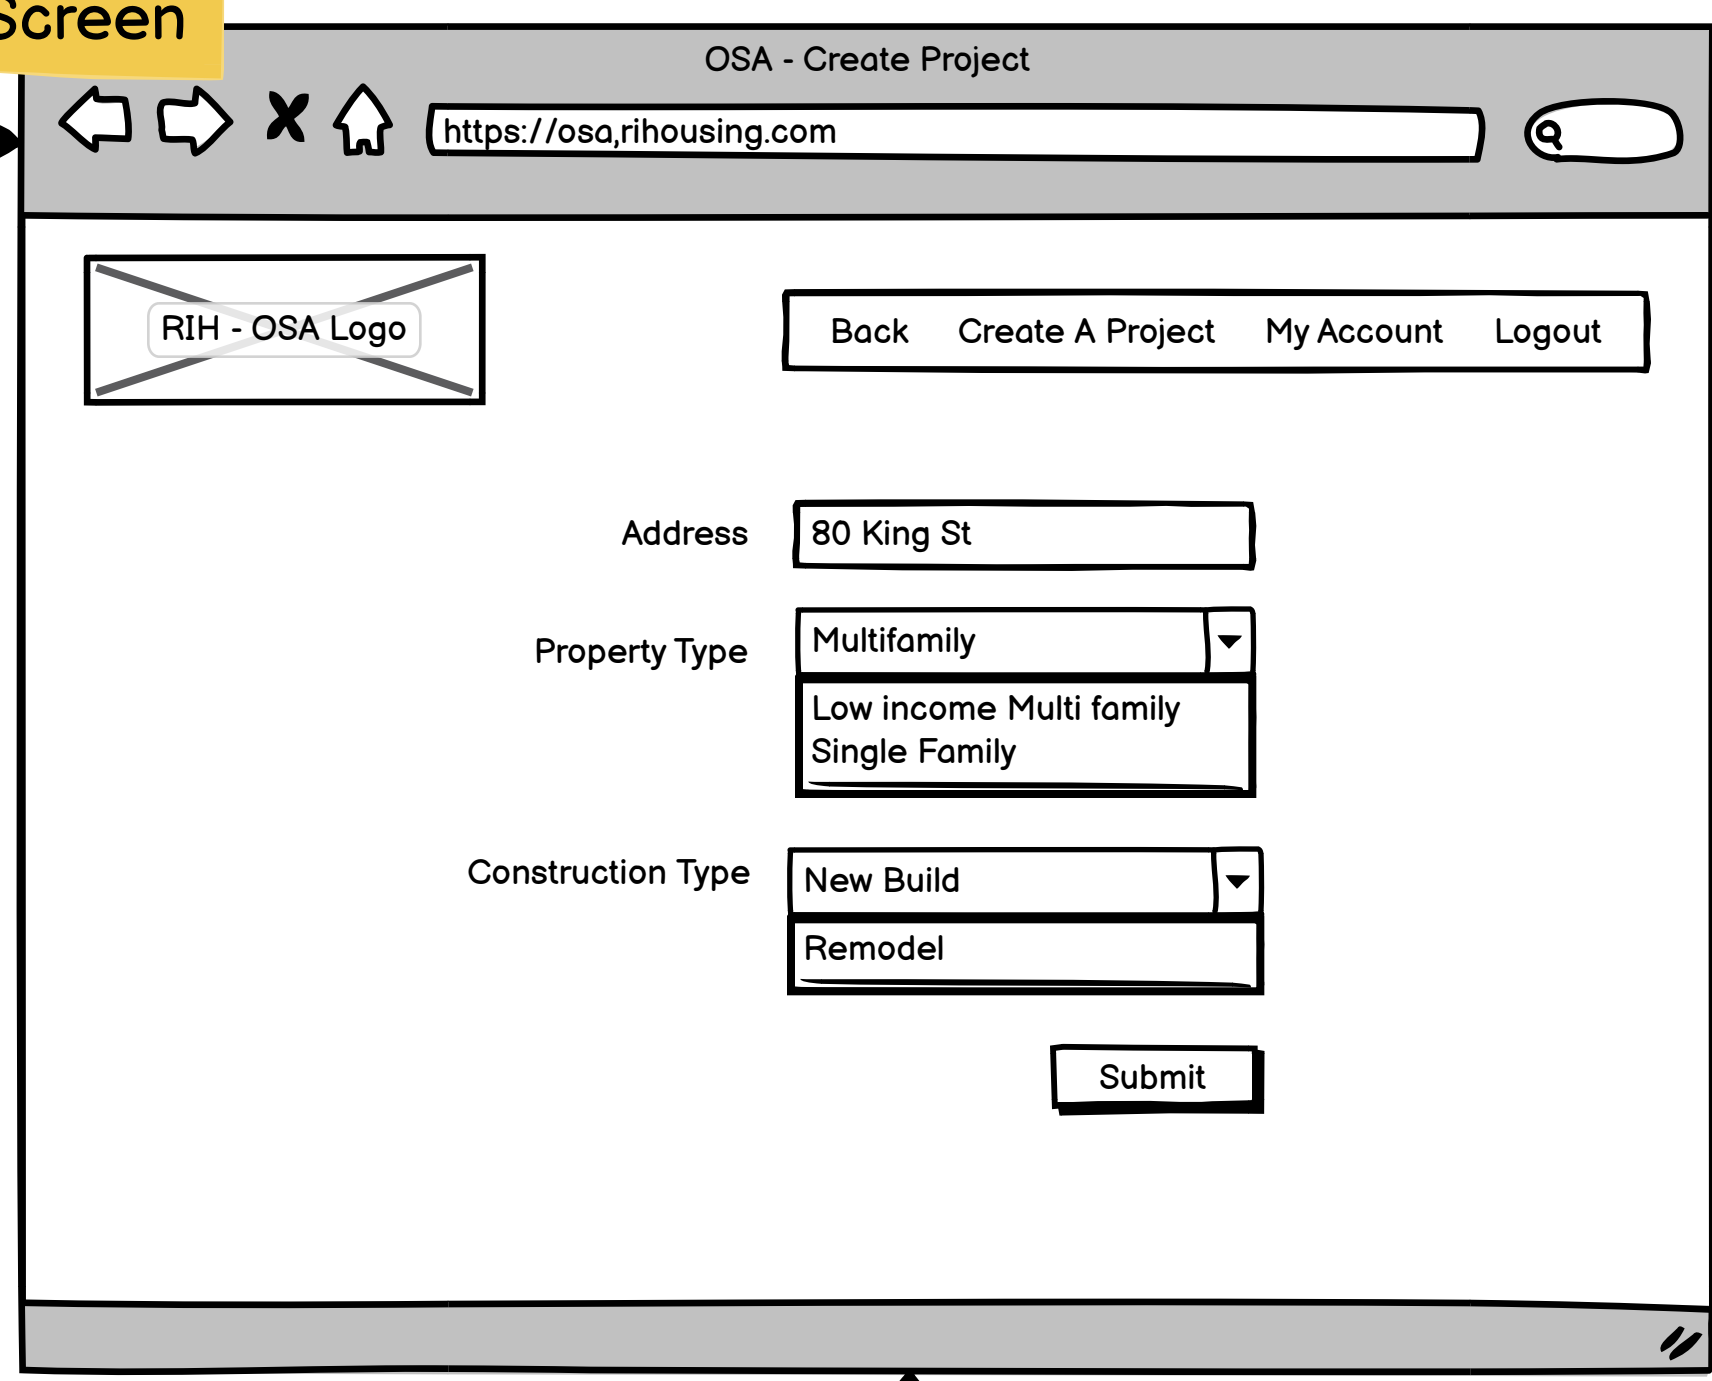 Screen
OSA - Create Project
https://osa,rihousing.com
RIH - OSA Logo
Back Create A Project My Account Logout
Address 80 King St
Property Type Multifamily
Low income Multi family
Single Family
Construction Type New Build
Remodel
Submit